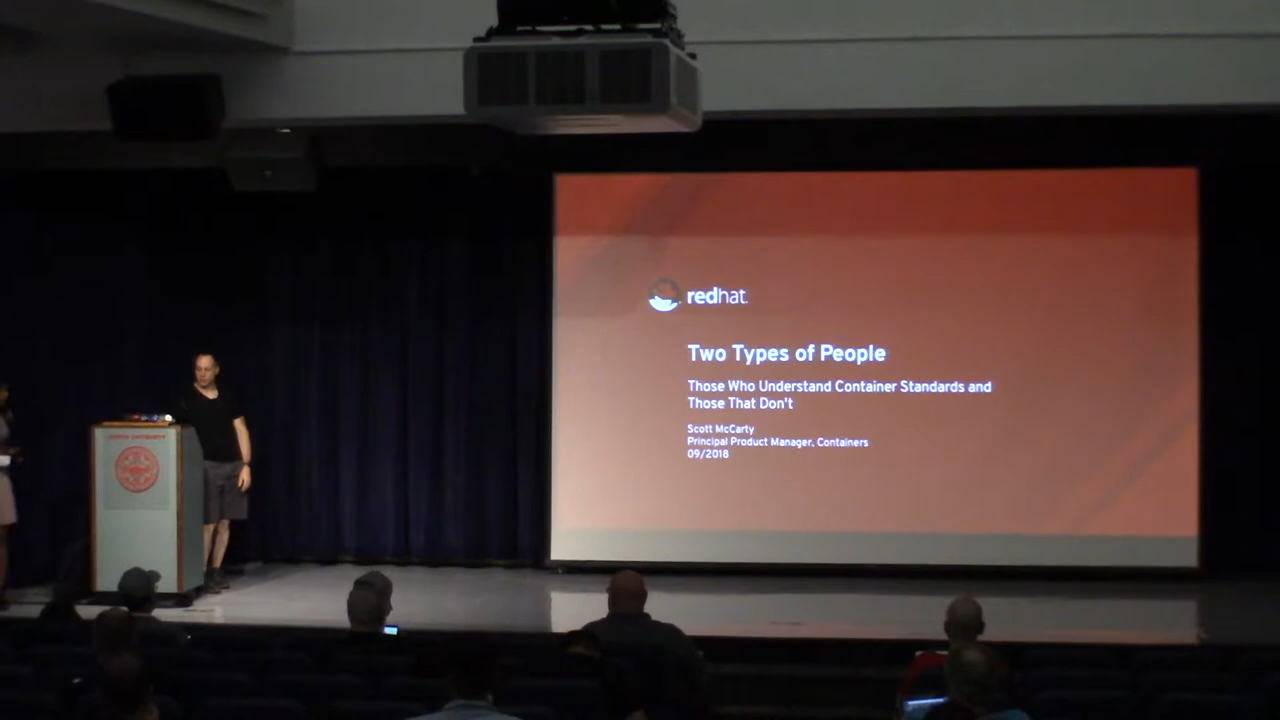 redhat.
Two Types of People
Those Who Understand Container Standards and
Those That Don't
Scott McCarty
Principal Product Manager, Containers
09/2018